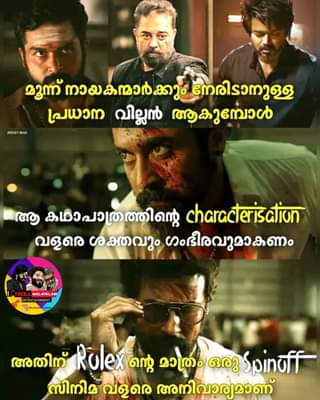 മൂന്ന് നായകന്മാർക്കും നേരിടാനുള്ള
പ്രധാന വില്ലൻ ആകുമ്പോൾ
ആ കഥാപാത്രത്തിന്റെ characterisation
വളരെ ശക്തവും ഗംഭീരവുമാകണം
അതിന് Rolex ന്റെ മാത്രം ഒരു Spinoff
സിനിമ വളരെ അനിവാര്യമാണ്